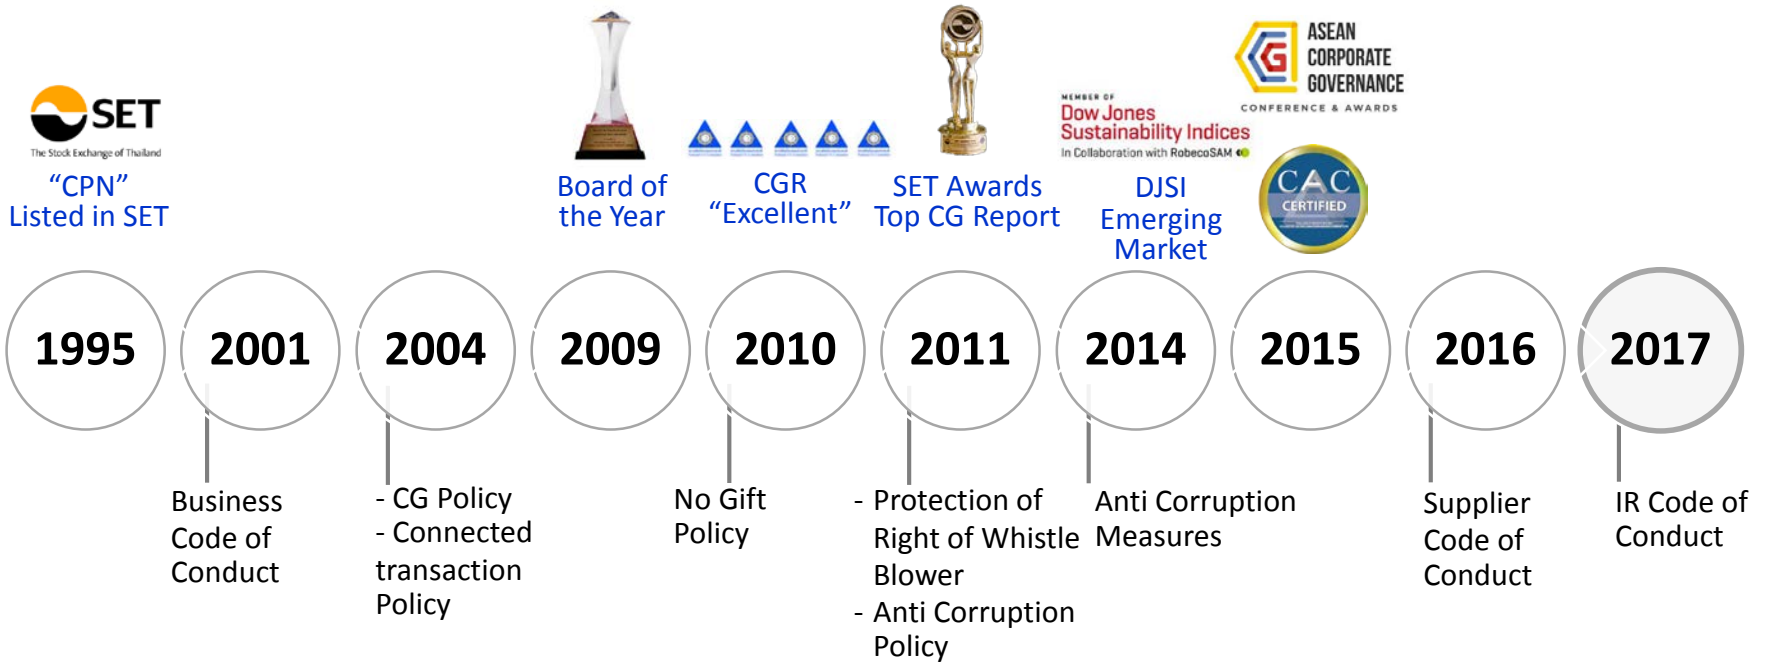 SET
The Stock Exchange of Thailand
“CPN”
Listed in SET
Board of
the Year
CGR
“Excellent”
SET Awards
Top CG Report
MEMBER OF
Dow Jones
Sustainability Indices
In Collaboration with RobecoSAM
DJSI
Emerging
Market
ASEAN
CORPORATE
GOVERNANCE
CONFERENCE & AWARDS
CAC
CERTIFIED
1995
2001
2004
2009
2010
2011
2014
2015
2016
2017
Business
Code of
Conduct
- CG Policy
- Connected
transaction
Policy
No Gift
Policy
- Protection of
Right of Whistle
Blower
- Anti Corruption
Policy
Anti Corruption
Measures
Supplier
Code of
Conduct
IR Code of
Conduct